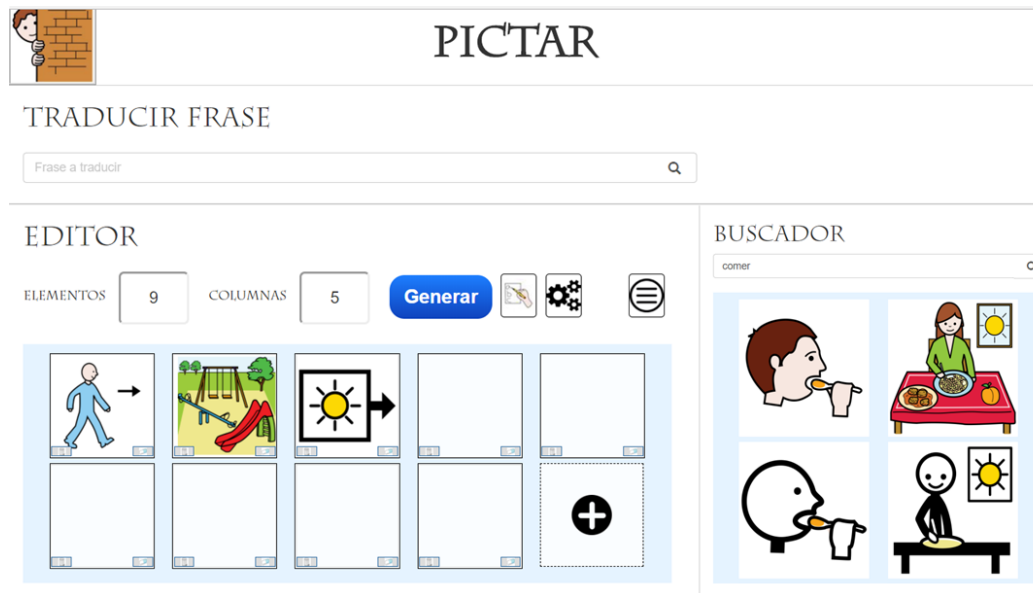 PICTAR
TRADUCIR FRASE
Frase a traducir
EDITOR
ELEMENTOS 9 COLUMNAS 5 Generar
BUSCADOR
comer